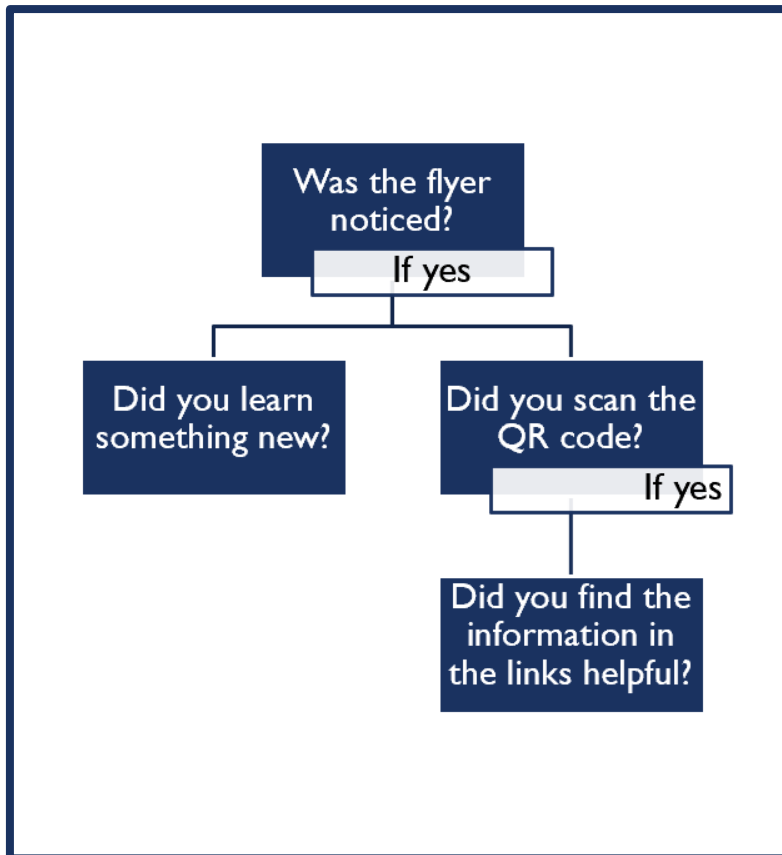 Was the flyer
noticed?
If yes
Did you learn
something new?
Did you scan the
QR code?
If yes
Did you find the
information in
the links helpful?